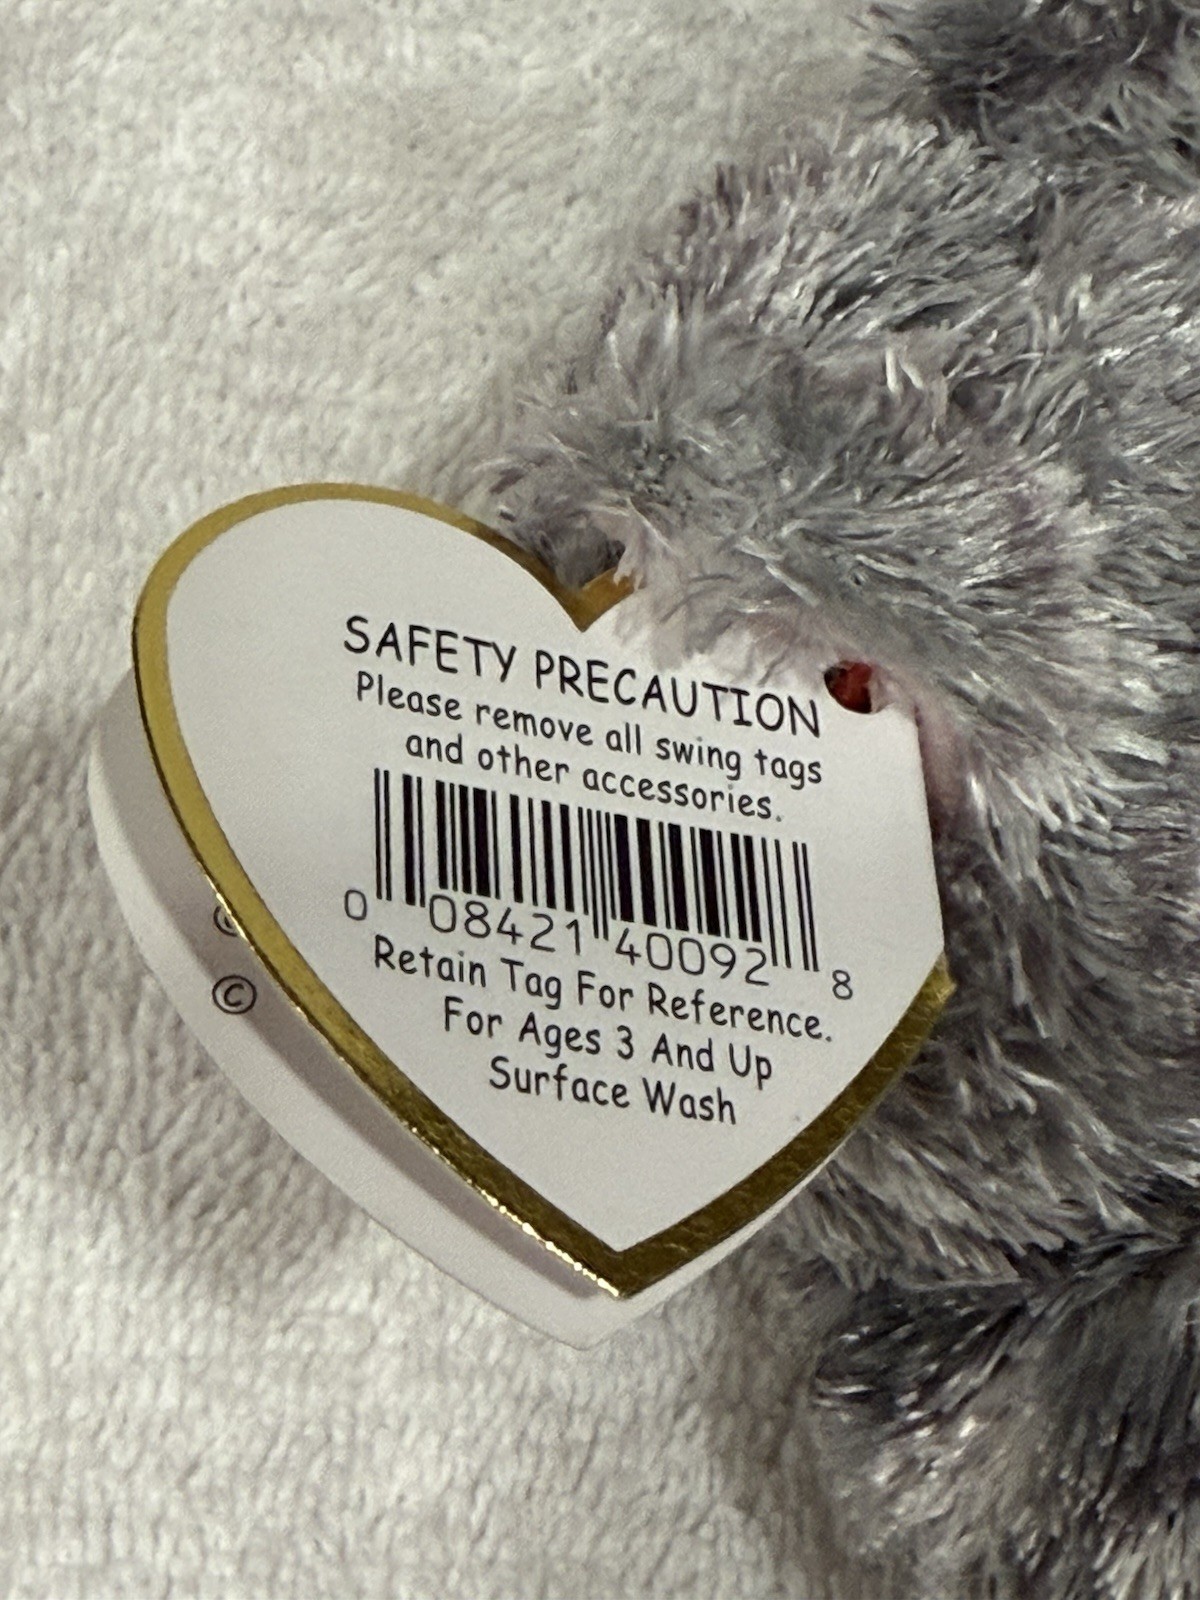 SAFETY PRECAUTION
Please remove all swing tags
and other accessories.
0 08421 40092 8
Retain Tag For Reference.
For Ages 3 And Up
Surface Wash
©
©